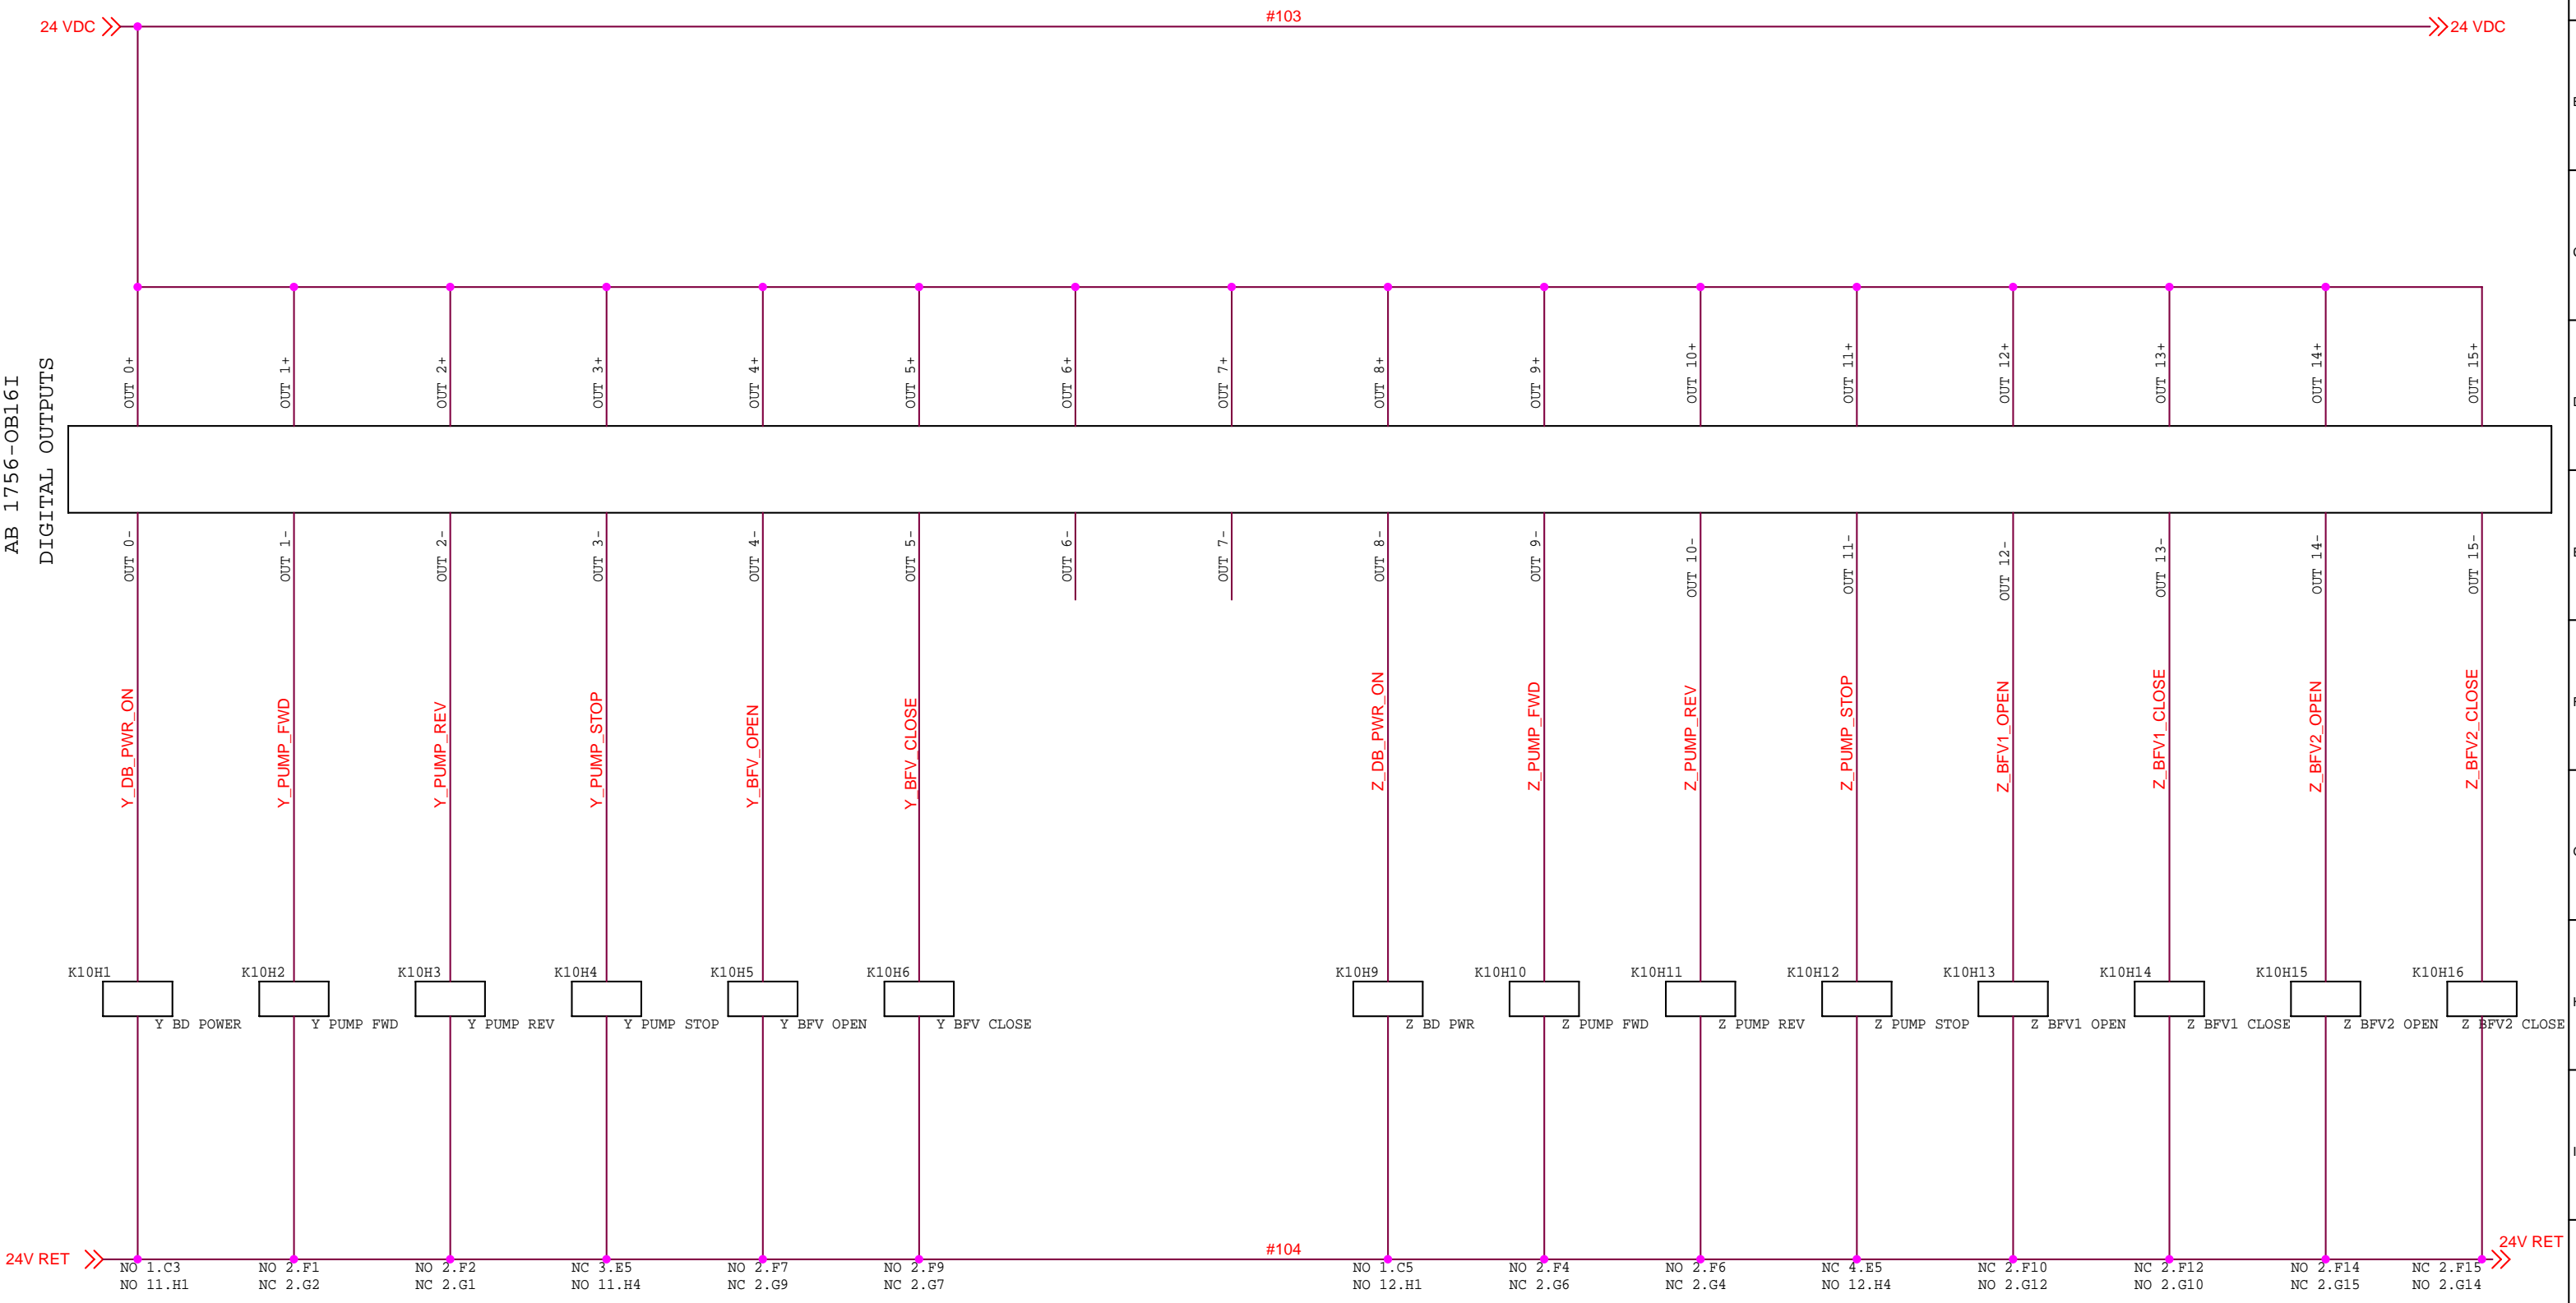 #103
24 VDC
24 VDC
AB 1756-OB16I
DIGITAL OUTPUTS
OUT 0+
OUT 1+
OUT 2+
OUT 3+
OUT 4+
OUT 5+
OUT 6+
OUT 7+
OUT 8+
OUT 9+
OUT 10+
OUT 11+
OUT 12+
OUT 13+
OUT 14+
OUT 15+
OUT 0-
OUT 1-
OUT 2-
OUT 3-
OUT 4-
OUT 5-
OUT 6-
OUT 7-
OUT 8-
OUT 9-
OUT 10-
OUT 11-
OUT 12-
OUT 13-
OUT 14-
OUT 15-
Y_DB_PWR_ON
Y_PUMP_FWD
Y_PUMP_REV
Y_PUMP_STOP
Y_BFV_OPEN
Y_BFV_CLOSE
Z_DB_PWR_ON
Z_PUMP_FWD
Z_PUMP_REV
Z_PUMP_STOP
Z_BFV1_OPEN
Z_BFV1_CLOSE
Z_BFV2_OPEN
Z_BFV2_CLOSE
K10H1
K10H2
K10H3
K10H4
K10H5
K10H6
K10H9
K10H10
K10H11
K10H12
K10H13
K10H14
K10H15
K10H16
Y BD POWER
Y PUMP FWD
Y PUMP REV
Y PUMP STOP
Y BFV OPEN
Y BFV CLOSE
Z BD PWR
Z PUMP FWD
Z PUMP REV
Z PUMP STOP
Z BFV1 OPEN
Z BFV1 CLOSE
Z BFV2 OPEN
Z BFV2 CLOSE
#104
24V RET
24V RET
NO 1.C3
NO 11.H1
NO 2.F1
NC 2.G2
NO 2.F2
NC 2.G1
NC 3.E5
NO 11.H4
NO 2.F7
NC 2.G9
NO 2.F9
NC 2.G7
NO 1.C5
NO 12.H1
NO 2.F4
NC 2.G6
NO 2.F6
NC 2.G4
NC 4.E5
NO 12.H4
NC 2.F10
NO 2.G12
NC 2.F12
NO 2.G10
NO 2.F14
NC 2.G15
NC 2.F15
NO 2.G14